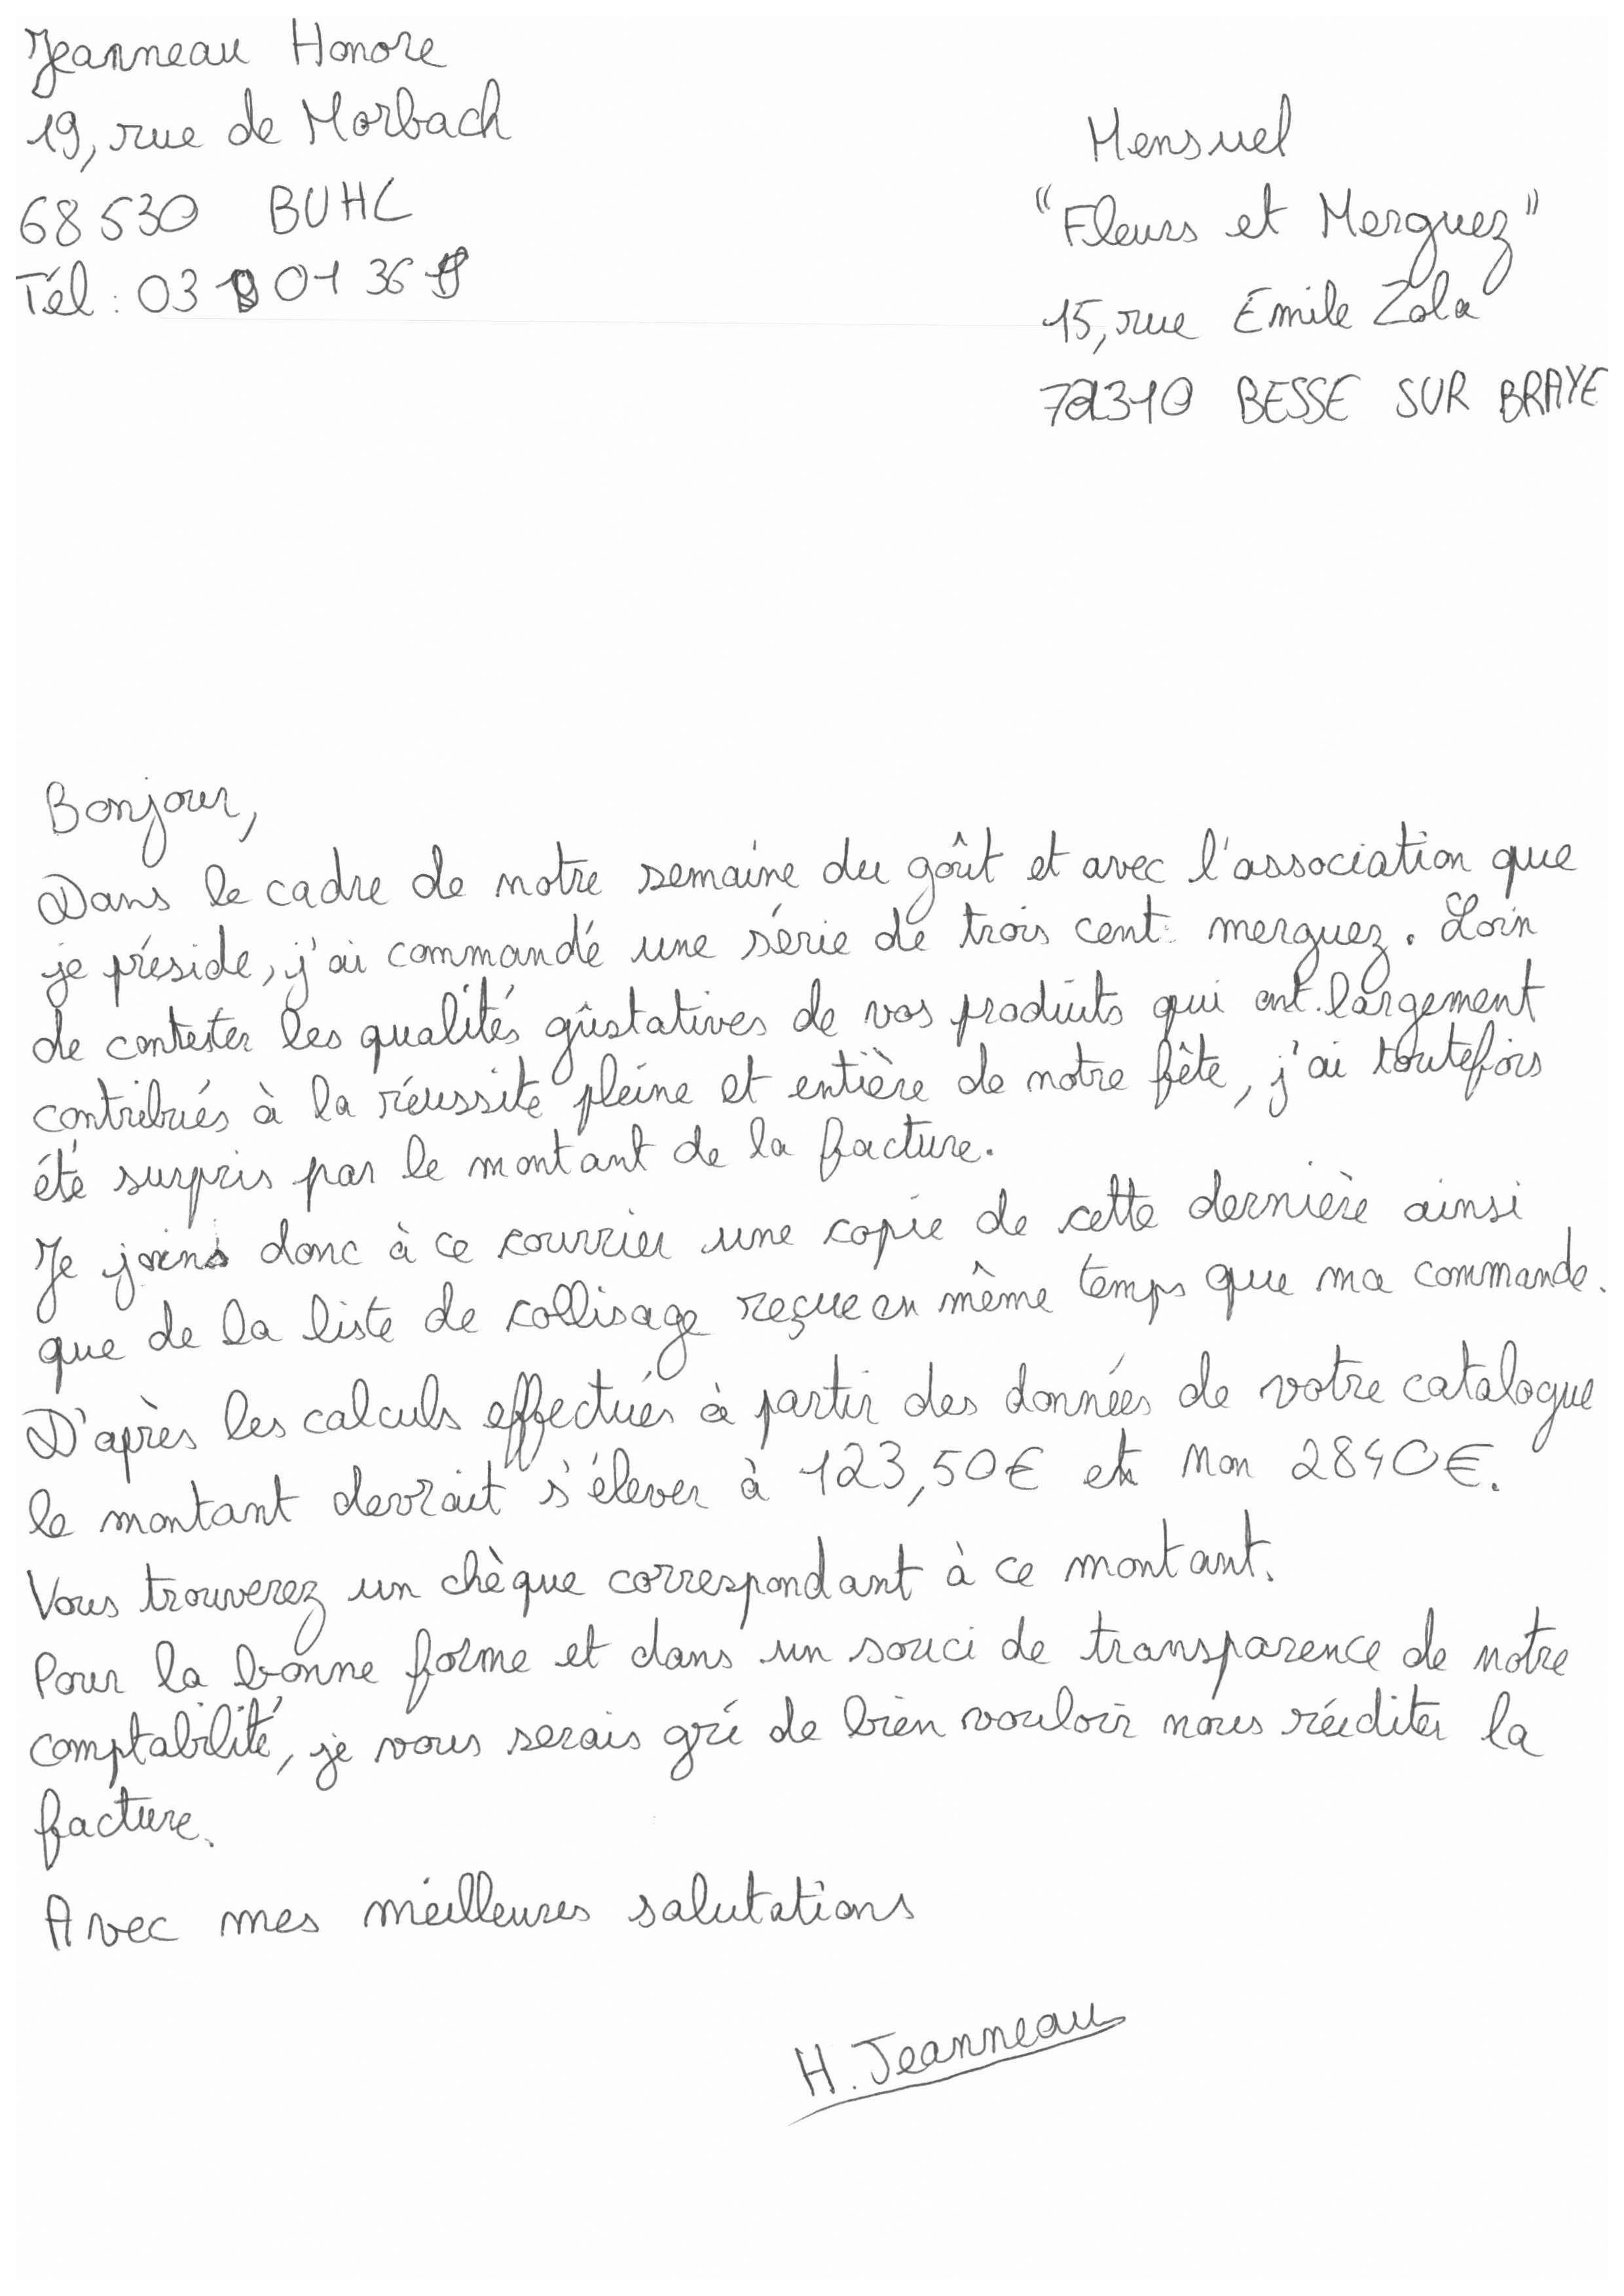 Jeanneau Honore
19, rue de Morbach
68530 BUHL
Tél : 03 01 36
Mensuel
"Fleurs et Merguez"
15, rue Emile Zola
72310 BESSE SUR BRAYE
Bonjour,
Dans le cadre de notre semaine du goût et avec l'association que
je préside, j'ai commandé une série de trois cent merguez. Loin
de contester les qualités gûstatives de vos produits qui ont largement
contribués à la réussite pleine et entière de notre fête, j'ai toutefois
été surpris par le montant de la facture.
Je joins donc à ce courrier une copie de cette dernière ainsi
que de la liste de collisage reçue en même temps que ma commande.
D'après les calculs effectués à partir des données de votre catalogue
le montant devrait s'élever à 123,50€ et non 2840€.
Vous trouverez un chèque correspondant à ce montant.
Pour la bonne forme et dans un souci de transparence de notre
comptabilité, je vous serais gré de bien vouloir nous rééditer la
facture.
Avec mes meilleures salutations
H. Jeanneau